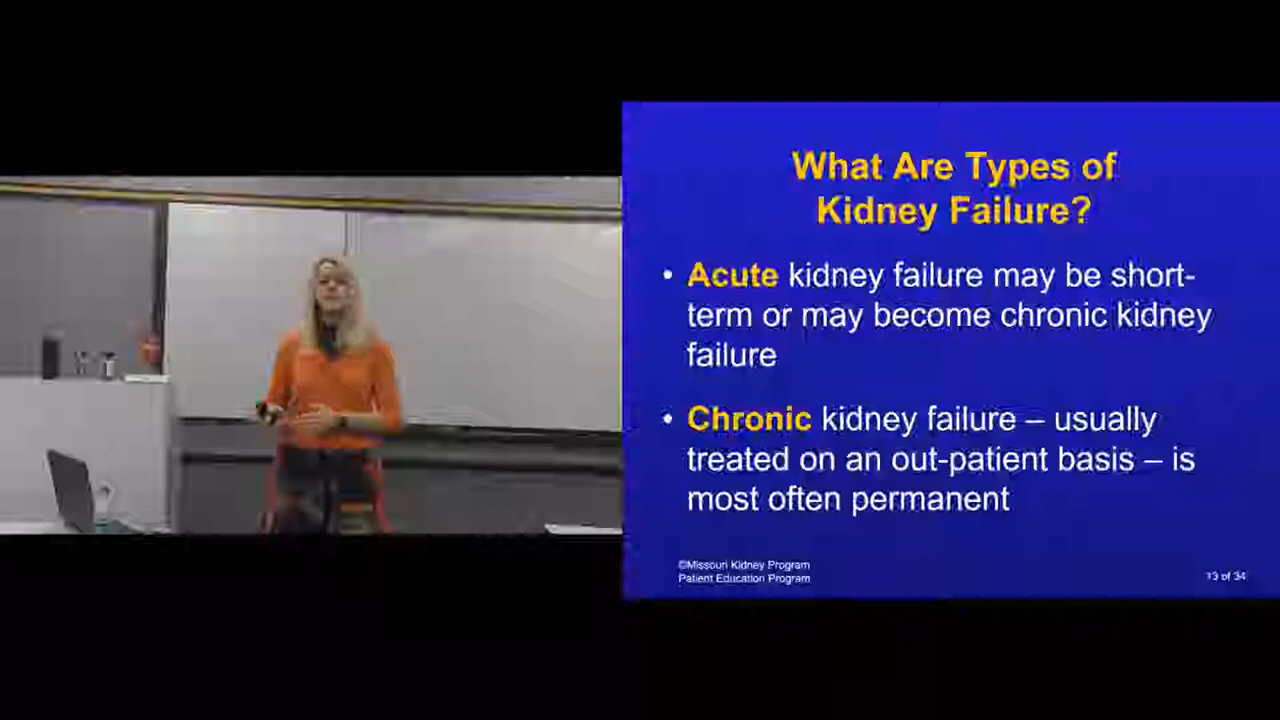 What Are Types of
Kidney Failure?
• Acute kidney failure may be short-
term or may become chronic kidney
failure
• Chronic kidney failure – usually
treated on an out-patient basis – is
most often permanent
©Missouri Kidney Program
Patient Education Program
13 of 34